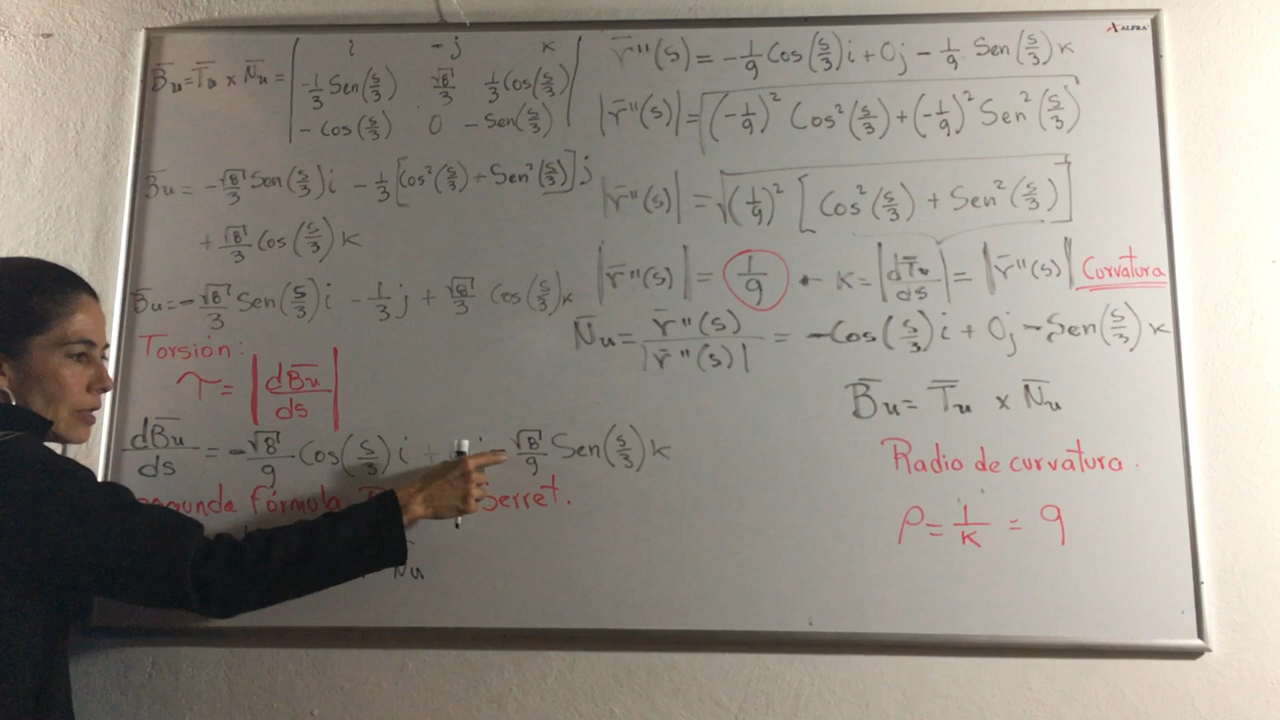 B̄u = T̄u × N̄u = | i -j k |
| -1/3 Sen(s/3) √8/3 1/3 Cos(s/3) |
| -Cos(s/3) 0 -Sen(s/3) |
B̄u = -√8/3 Sen(s/3)i - 1/3[Cos²(s/3) + Sen²(s/3)]j
+ √8/3 Cos(s/3)k
B̄u = -√8/3 Sen(s/3)i - 1/3 j + √8/3 Cos(s/3)k
Torsión:
τ = |dB̄u/ds|
dB̄u/ds = -√8/9 Cos(s/3)i + - √8/9 Sen(s/3)k
Fórmula Serret.
Nu
r̄''(s) = -1/9 Cos(s/3)i + 0j - 1/9 Sen(s/3)k
|r̄''(s)| = √((-1/9)² Cos²(s/3) + (-1/9)² Sen²(s/3))
|r̄''(s)| = √((1/9)² [Cos²(s/3) + Sen²(s/3)])
|r̄''(s)| = 1/9 ← K = |dT̄u/ds| = |r̄''(s)| Curvatura
N̄u = r̄''(s)/|r̄''(s)| = -Cos(s/3)i + 0j - Sen(s/3)k
B̄u = T̄u × N̄u
Radio de curvatura.
ρ = 1/K = 9
ALFRA